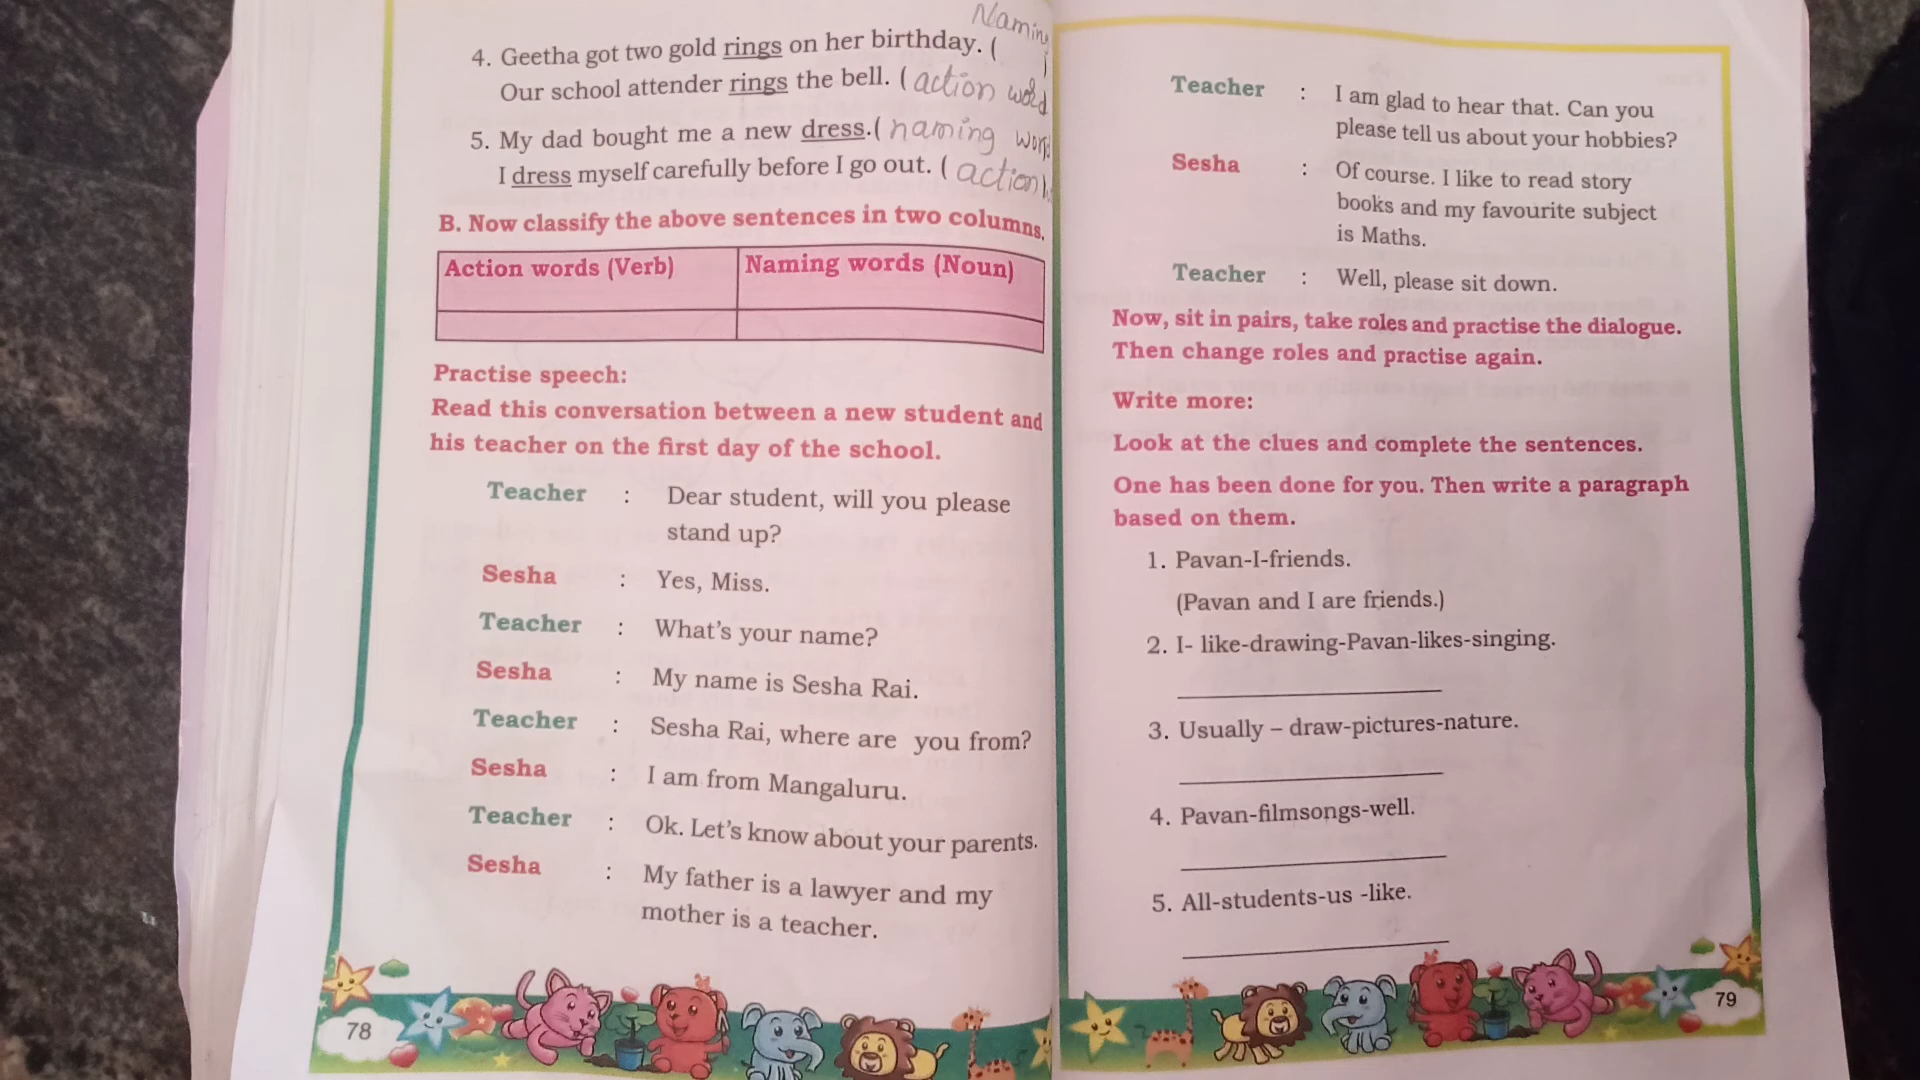 Naming
4. Geetha got two gold rings on her birthday. (
Our school attender rings the bell. ( action word
5. My dad bought me a new dress.( naming word
I dress myself carefully before I go out. ( action
B. Now classify the above sentences in two columns.
Action words (Verb) Naming words (Noun)
Practise speech:
Read this conversation between a new student and
his teacher on the first day of the school.
Teacher : Dear student, will you please
stand up?
Sesha : Yes, Miss.
Teacher : What's your name?
Sesha : My name is Sesha Rai.
Teacher : Sesha Rai, where are you from?
Sesha : I am from Mangaluru.
Teacher : Ok. Let's know about your parents.
Sesha : My father is a lawyer and my
mother is a teacher.
78
Teacher : I am glad to hear that. Can you
please tell us about your hobbies?
Sesha : Of course. I like to read story
books and my favourite subject
is Maths.
Teacher : Well, please sit down.
Now, sit in pairs, take roles and practise the dialogue.
Then change roles and practise again.
Write more:
Look at the clues and complete the sentences.
One has been done for you. Then write a paragraph
based on them.
1. Pavan-I-friends.
(Pavan and I are friends.)
2. I- like-drawing-Pavan-likes-singing.
3. Usually – draw-pictures-nature.
4. Pavan-filmsongs-well.
5. All-students-us -like.
79